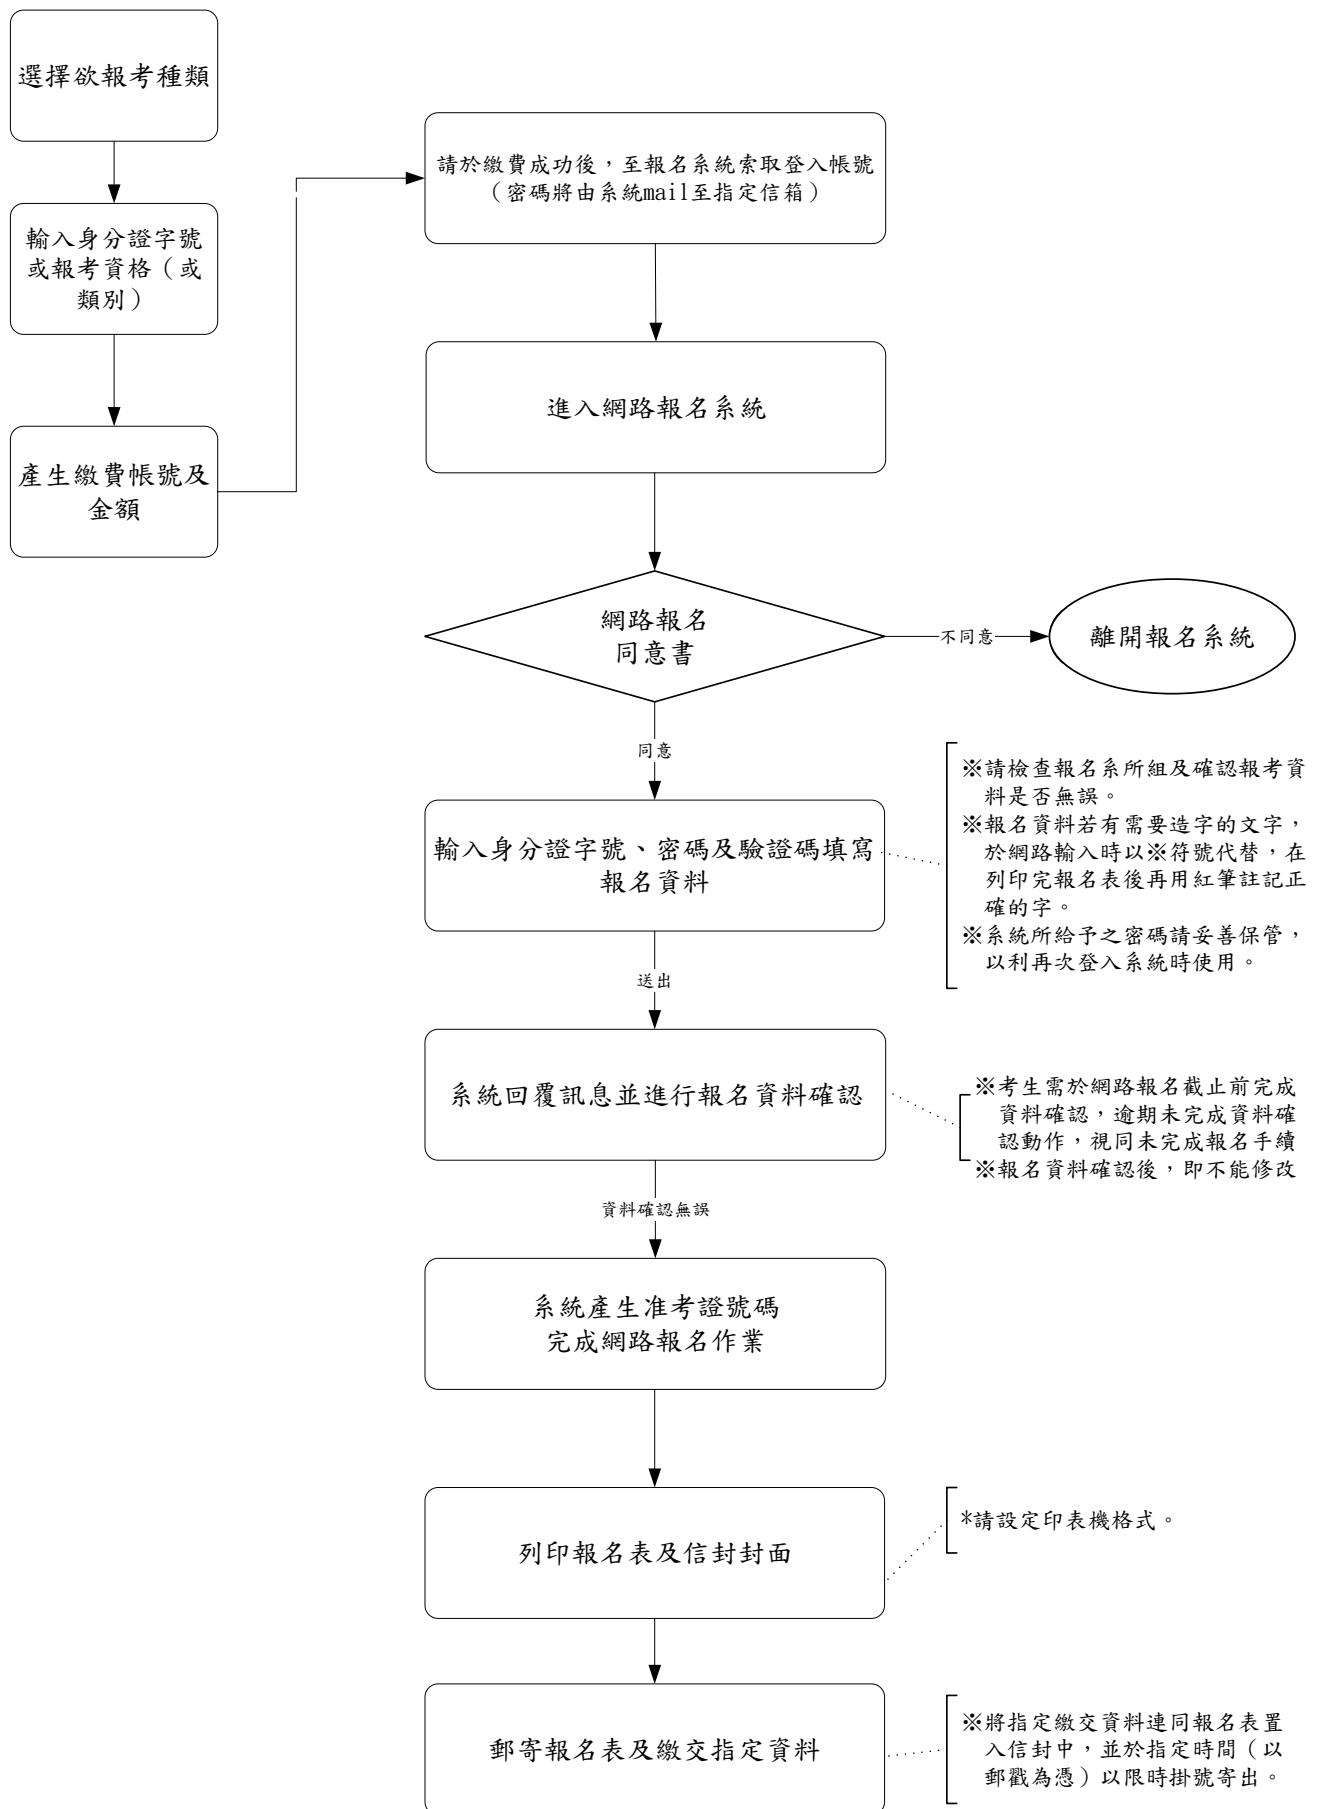 選擇欲報考種類
輸入身分證字號
或報考資格（或
類別）
產生繳費帳號及
金額
請於繳費成功後，至報名系統索取登入帳號
（密碼將由系統mail至指定信箱）
進入網路報名系統
網路報名
同意書
不同意
離開報名系統
同意
輸入身分證字號、密碼及驗證碼填寫
報名資料
※請檢查報名系所組及確認報考資
料是否無誤。
※報名資料若有需要造字的文字，
於網路輸入時以※符號代替，在
列印完報名表後再用紅筆註記正
確的字。
※系統所給予之密碼請妥善保管，
以利再次登入系統時使用。
送出
系統回覆訊息並進行報名資料確認
※考生需於網路報名截止前完成
資料確認，逾期未完成資料確
認動作，視同未完成報名手續
※報名資料確認後，即不能修改
資料確認無誤
系統產生准考證號碼
完成網路報名作業
列印報名表及信封封面
*請設定印表機格式。
郵寄報名表及繳交指定資料
※將指定繳交資料連同報名表置
入信封中，並於指定時間（以
郵戳為憑）以限時掛號寄出。